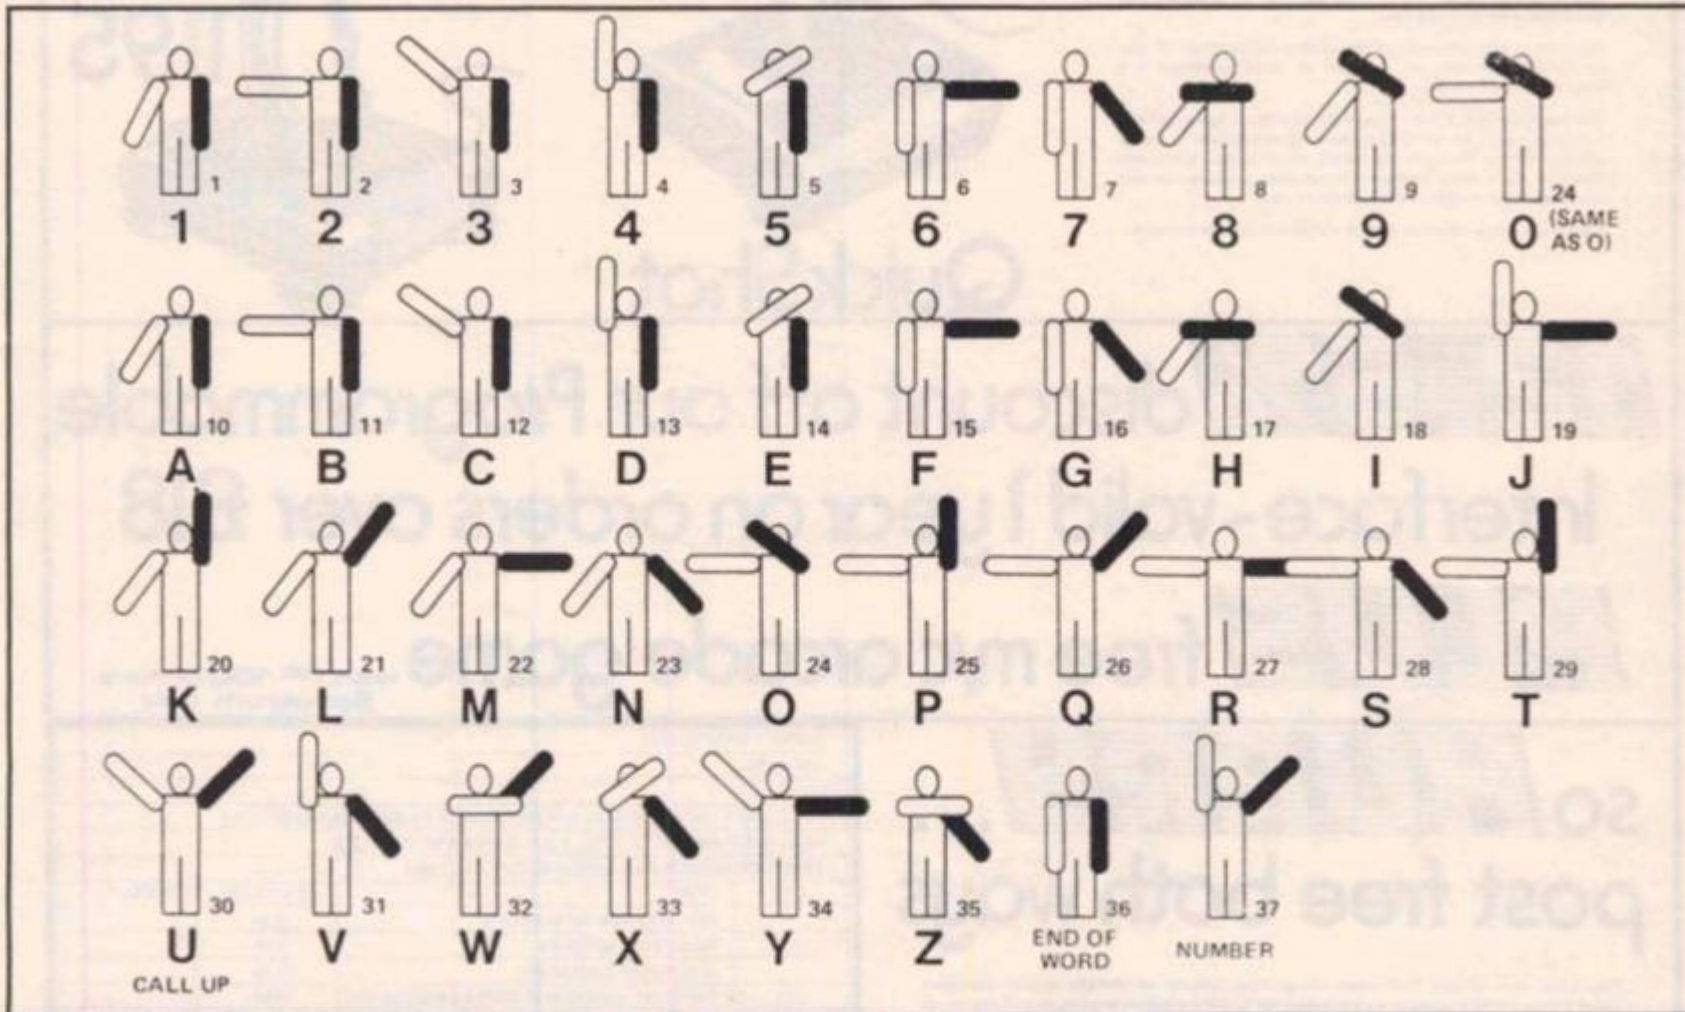 1 2 3 4 5 6 7 8 9 24
1 2 3 4 5 6 7 8 9 0 (SAME
AS O)
10 11 12 13 14 15 16 17 18 19
A B C D E F G H I J
20 21 22 23 24 25 26 27 28 29
K L M N O P Q R S T
30 31 32 33 34 35 36 37
U V W X Y Z END OF
WORD NUMBER
CALL UP